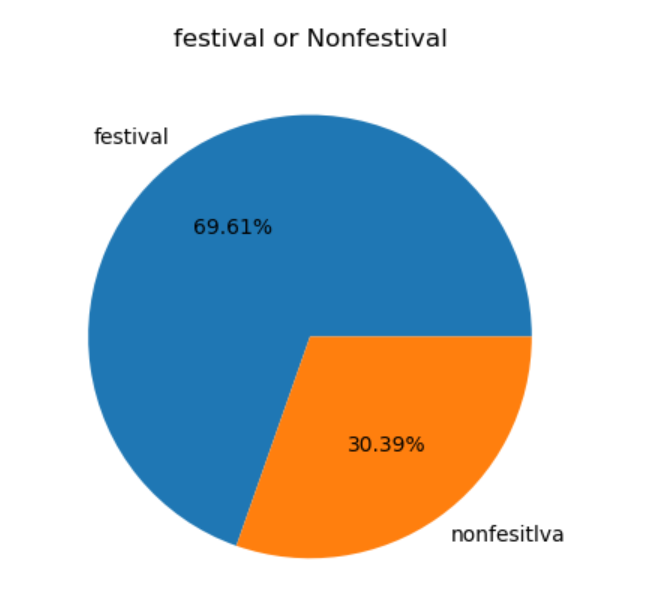 festival or Nonfestival
festival
69.61%
30.39%
nonfesitlva